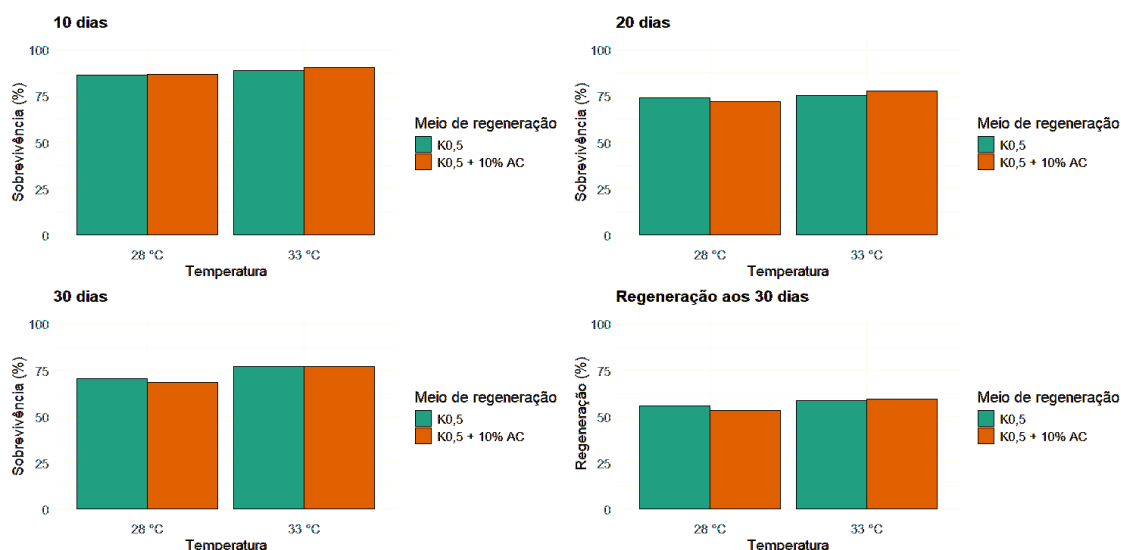 10 dias
100
75
50
25
0
Sobrevivência (%)
28 °C
33 °C
Temperatura
Meio de regeneração
K0,5
K0,5 + 10% AC
20 dias
100
75
50
25
0
Sobrevivência (%)
28 °C
33 °C
Temperatura
Meio de regeneração
K0,5
K0,5 + 10% AC
30 dias
100
75
50
25
0
Sobrevivência (%)
28 °C
33 °C
Temperatura
Meio de regeneração
K0,5
K0,5 + 10% AC
Regeneração aos 30 dias
100
75
50
25
0
Regeneração (%)
28 °C
33 °C
Temperatura
Meio de regeneração
K0,5
K0,5 + 10% AC